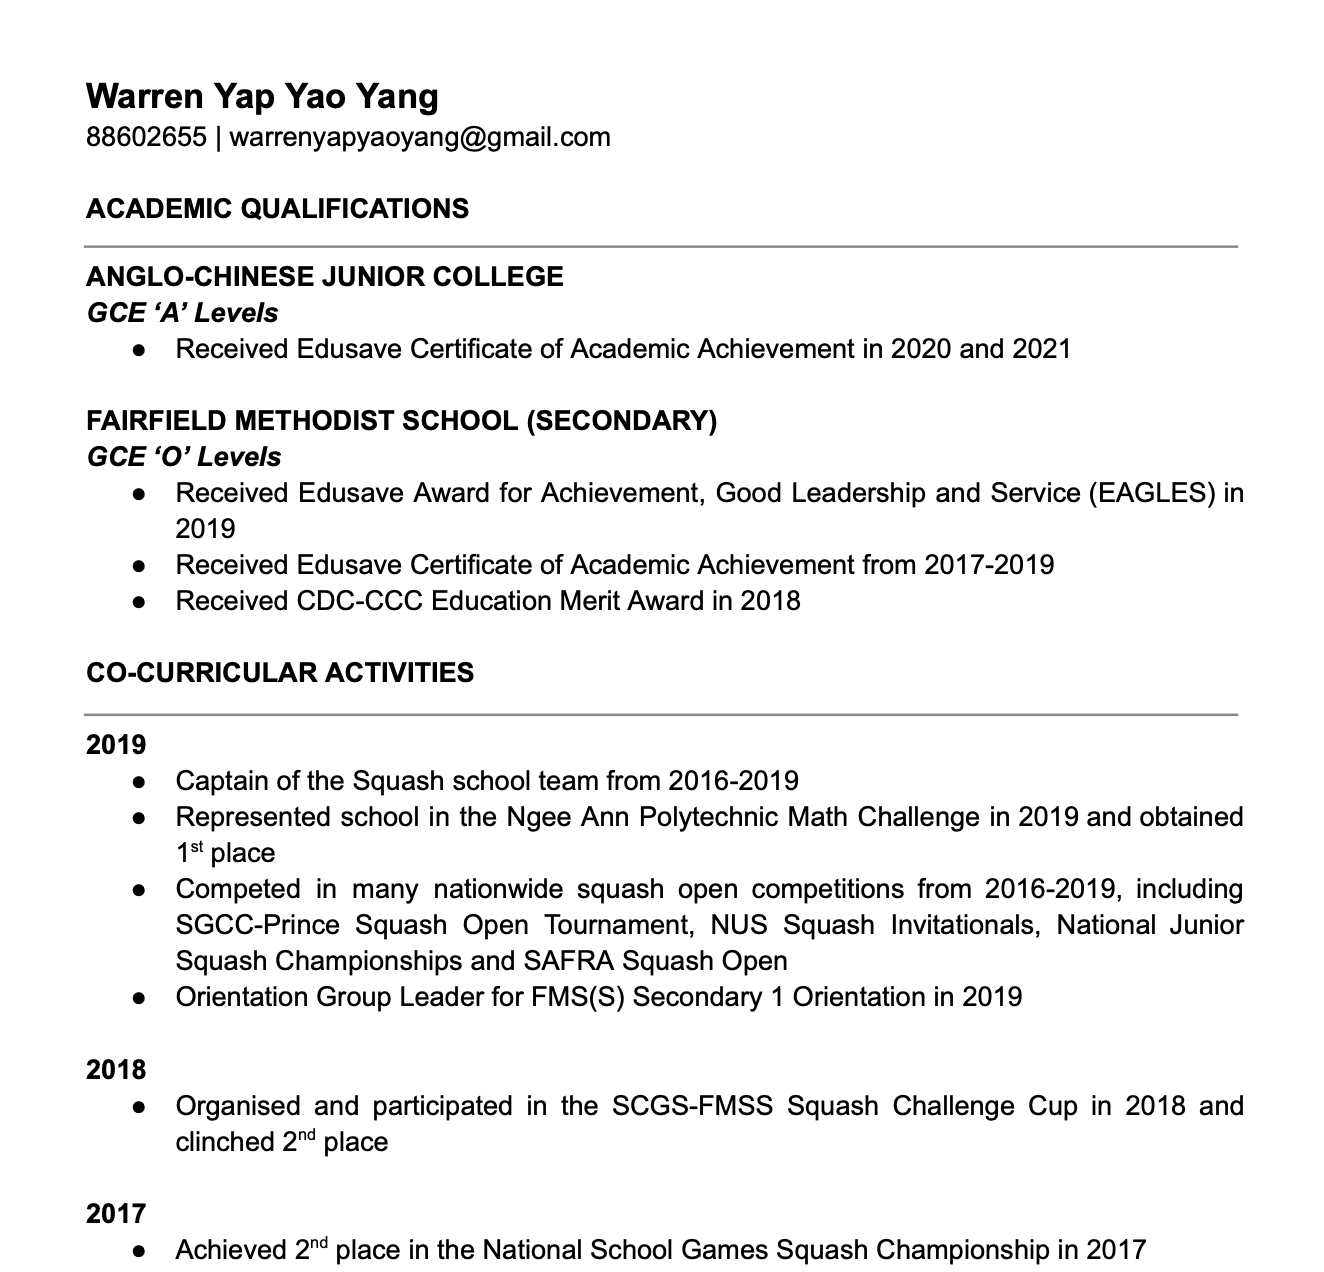 Warren Yap Yao Yang
88602655 | warrenyapyaoyang@gmail.com
ACADEMIC QUALIFICATIONS
ANGLO-CHINESE JUNIOR COLLEGE
GCE ‘A’ Levels
● Received Edusave Certificate of Academic Achievement in 2020 and 2021
FAIRFIELD METHODIST SCHOOL (SECONDARY)
GCE ‘O’ Levels
● Received Edusave Award for Achievement, Good Leadership and Service (EAGLES) in
2019
● Received Edusave Certificate of Academic Achievement from 2017-2019
● Received CDC-CCC Education Merit Award in 2018
CO-CURRICULAR ACTIVITIES
2019
● Captain of the Squash school team from 2016-2019
● Represented school in the Ngee Ann Polytechnic Math Challenge in 2019 and obtained
1st place
● Competed in many nationwide squash open competitions from 2016-2019, including
SGCC-Prince Squash Open Tournament, NUS Squash Invitationals, National Junior
Squash Championships and SAFRA Squash Open
● Orientation Group Leader for FMS(S) Secondary 1 Orientation in 2019
2018
● Organised and participated in the SCGS-FMSS Squash Challenge Cup in 2018 and
clinched 2nd place
2017
● Achieved 2nd place in the National School Games Squash Championship in 2017